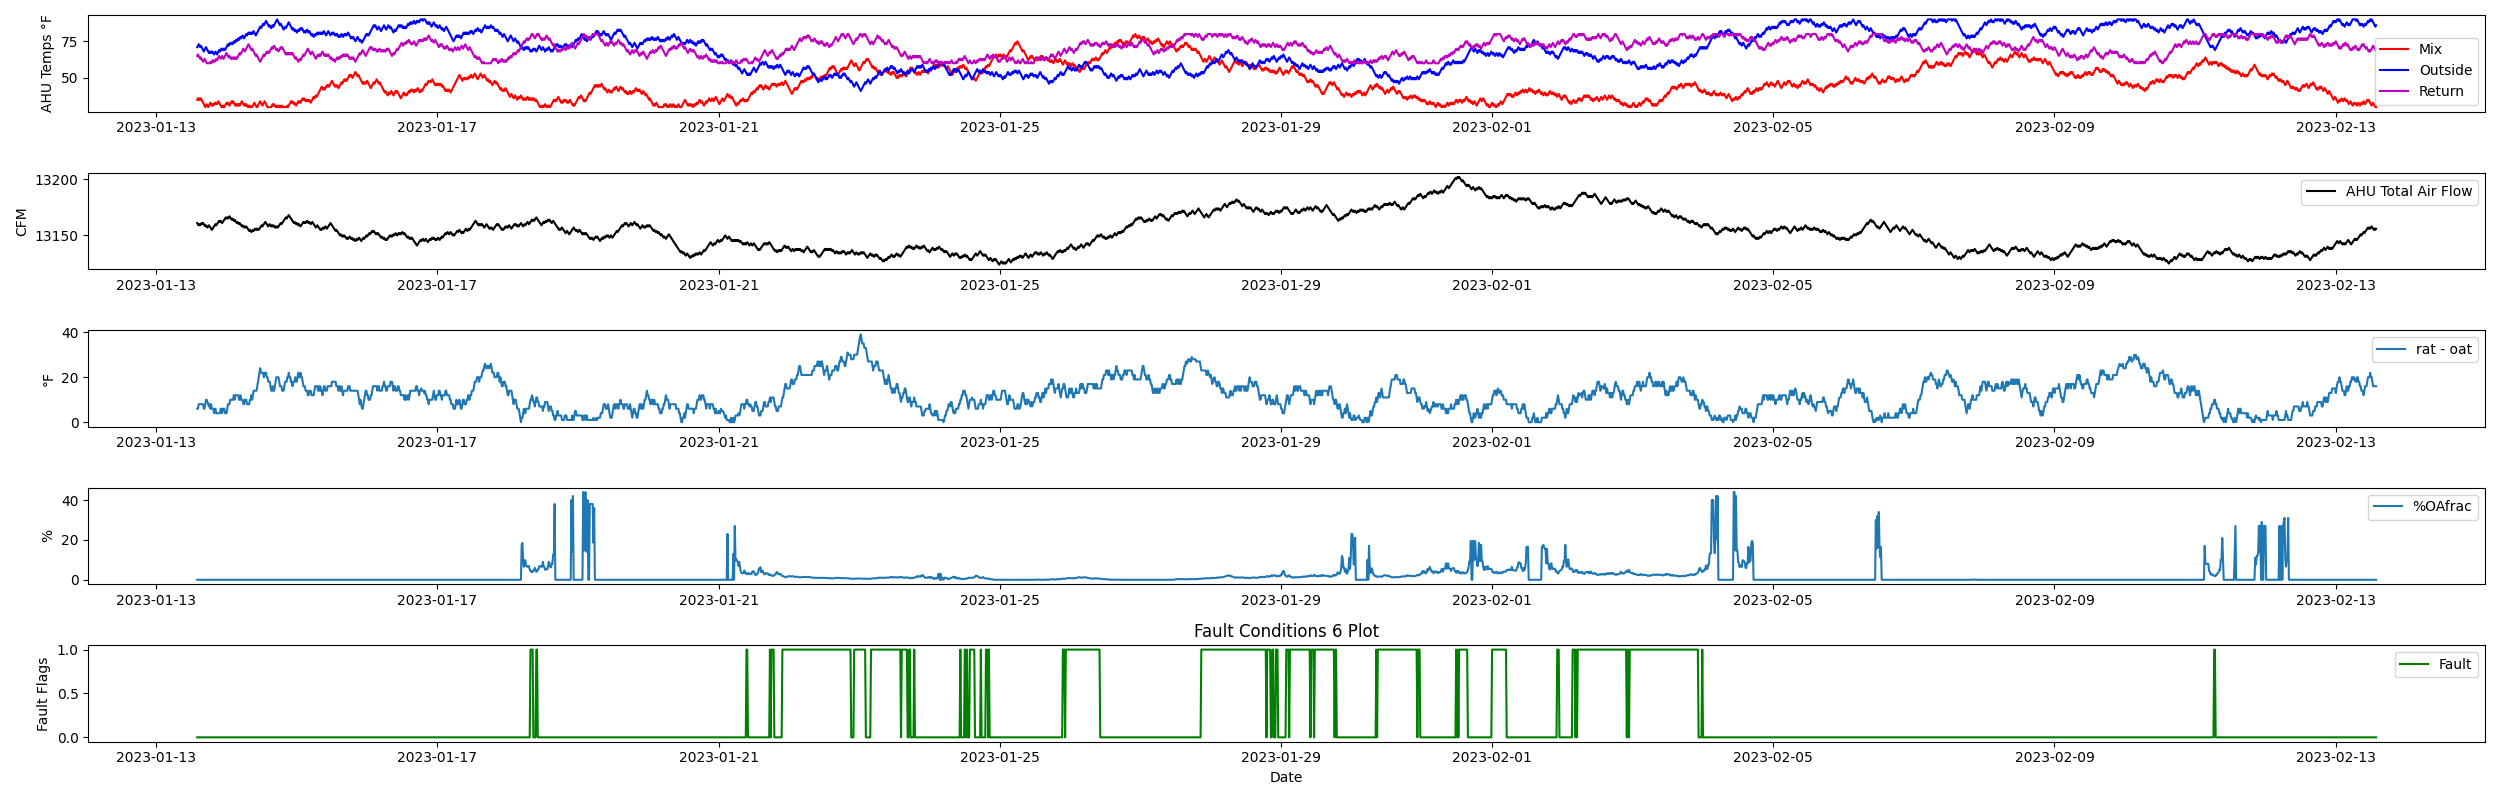 AHU Temps °F
75
50
Mix
Outside
Return
2023-01-13 2023-01-17 2023-01-21 2023-01-25 2023-01-29 2023-02-01 2023-02-05 2023-02-09 2023-02-13
CFM
13200
13150
AHU Total Air Flow
2023-01-13 2023-01-17 2023-01-21 2023-01-25 2023-01-29 2023-02-01 2023-02-05 2023-02-09 2023-02-13
°F
40
20
0
rat - oat
2023-01-13 2023-01-17 2023-01-21 2023-01-25 2023-01-29 2023-02-01 2023-02-05 2023-02-09 2023-02-13
%
40
20
0
%OAfrac
2023-01-13 2023-01-17 2023-01-21 2023-01-25 2023-01-29 2023-02-01 2023-02-05 2023-02-09 2023-02-13
Fault Conditions 6 Plot
Fault Flags
1.0
0.5
0.0
Fault
2023-01-13 2023-01-17 2023-01-21 2023-01-25 2023-01-29 2023-02-01 2023-02-05 2023-02-09 2023-02-13
Date